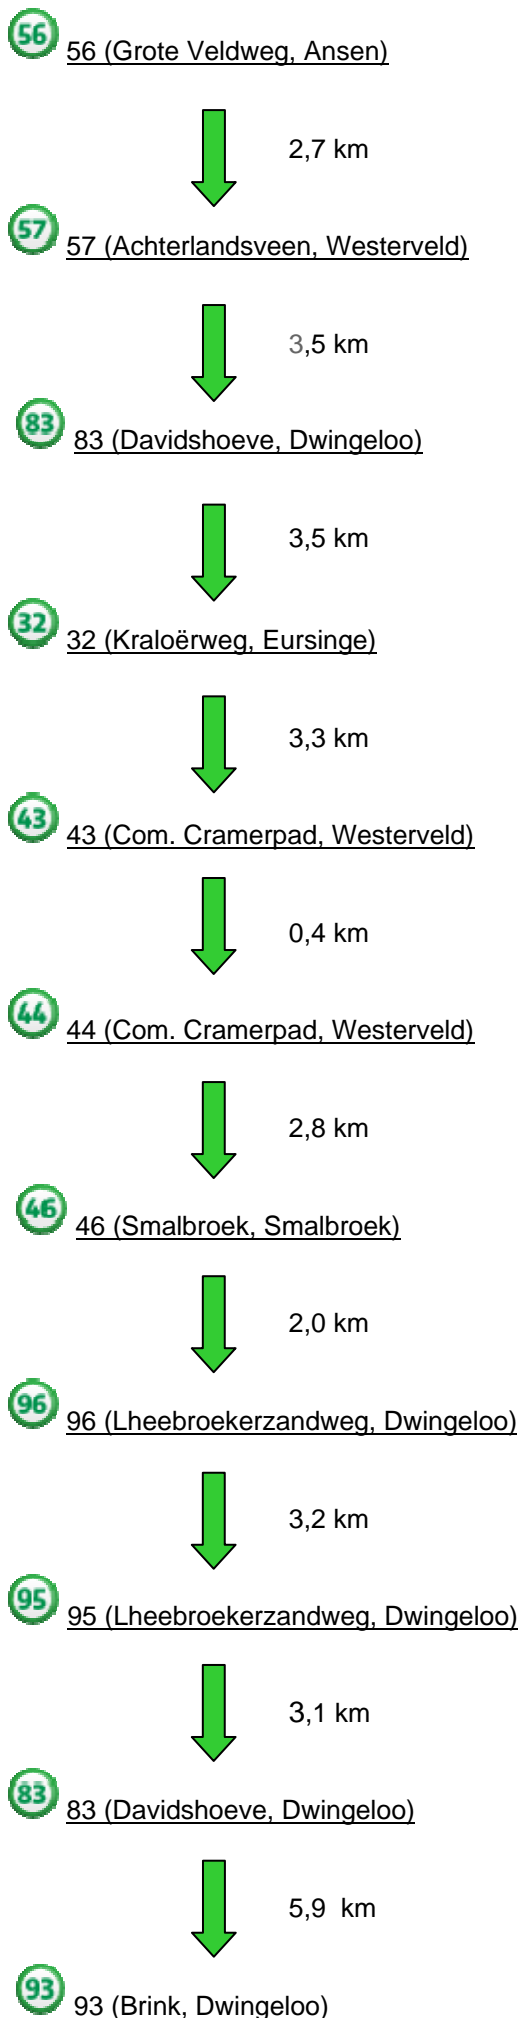 56
56 (Grote Veldweg, Ansen)
2,7 km
57
57 (Achterlandsveen, Westerveld)
3,5 km
83
83 (Davidshoeve, Dwingeloo)
3,5 km
32
32 (Kraloërweg, Eursinge)
3,3 km
43
43 (Com. Cramerpad, Westerveld)
0,4 km
44
44 (Com. Cramerpad, Westerveld)
2,8 km
46
46 (Smalbroek, Smalbroek)
2,0 km
96
96 (Lheebroekerzandweg, Dwingeloo)
3,2 km
95
95 (Lheebroekerzandweg, Dwingeloo)
3,1 km
83
83 (Davidshoeve, Dwingeloo)
5,9 km
93
93 (Brink, Dwingeloo)